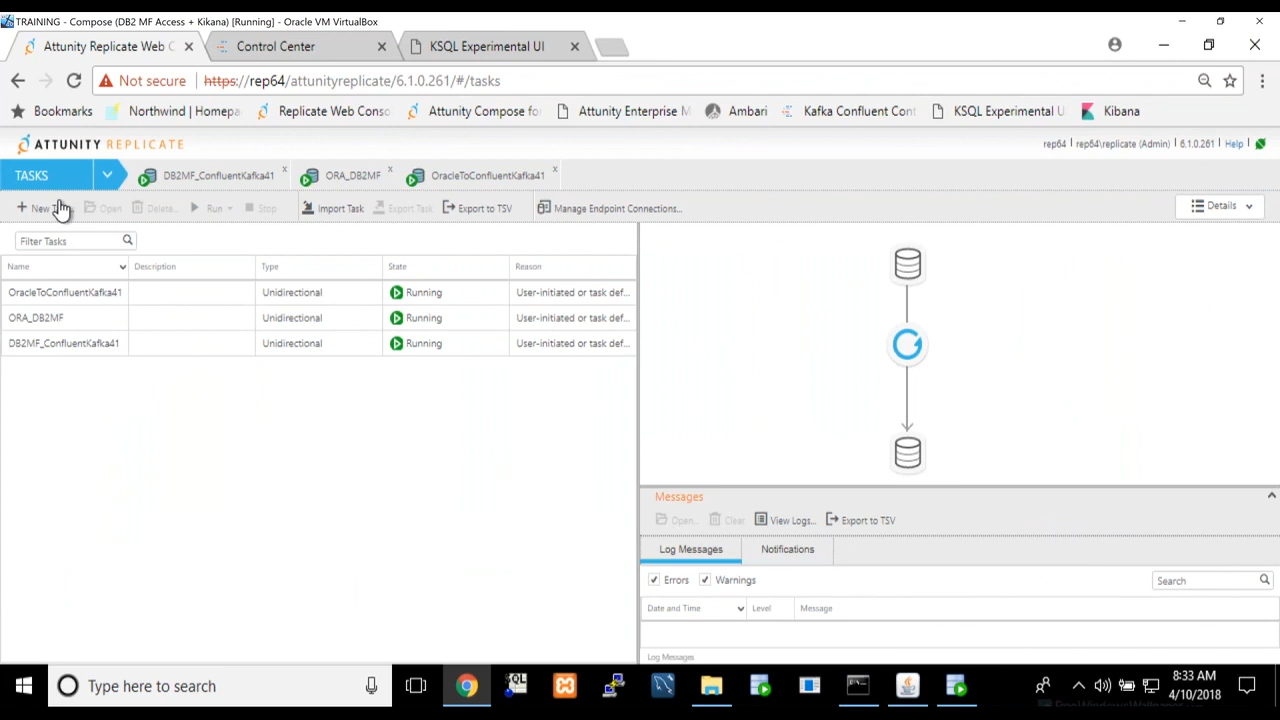 TRAINING - Compose (DB2 MF Access + Kikana) [Running] - Oracle VM VirtualBox
Attunity Replicate Web C
Control Center
KSQL Experimental UI
Not secure
https://rep64/attunityreplicate/6.1.0.261/#/tasks
Bookmarks
Northwind | Homepa
Replicate Web Conso
Attunity Compose fo
Attunity Enterprise M
Ambari
Kafka Confluent Cont
KSQL Experimental U
Kibana
ATTUNITY REPLICATE
rep64 | rep64\replicate (Admin) | 6.1.0.261 | Help |
TASKS
DB2MF_ConfluentKafka41 x
ORA_DB2MF x
OracleToConfluentKafka41 x
+ New
Open
Delete...
Run
Stop
Import Task
Export Task
Export to TSV
Manage Endpoint Connections...
Details
Filter Tasks
Name Description Type State Reason
OracleToConfluentKafka41 Unidirectional Running User-initiated or task def...
ORA_DB2MF Unidirectional Running User-initiated or task def...
DB2MF_ConfluentKafka41 Unidirectional Running User-initiated or task def...
Messages
Open... Clear View Logs... Export to TSV
Log Messages Notifications
Errors Warnings Search
Date and Time Level Message
Log Messages
Type here to search
8:33 AM
4/10/2018